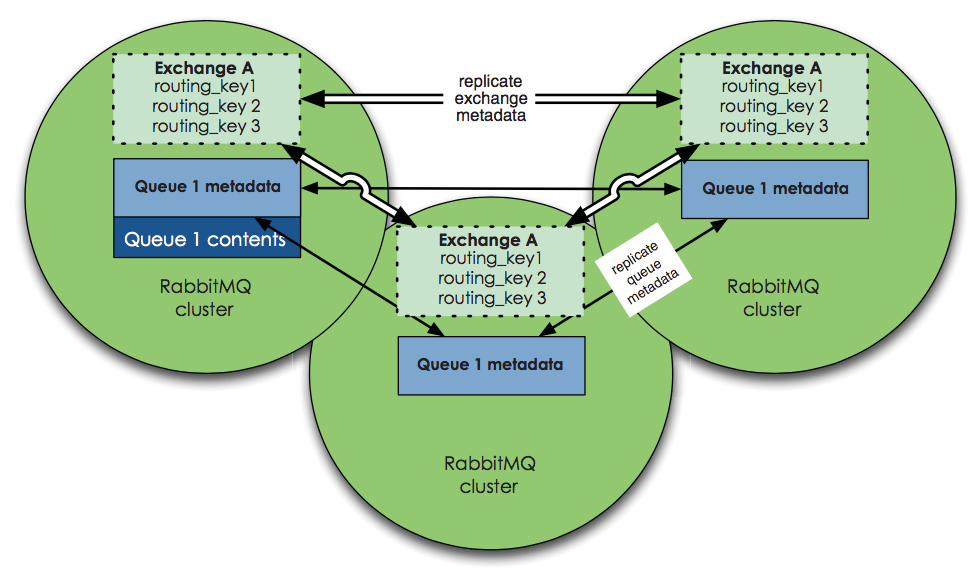 Exchange A
routing_key1
routing_key 2
routing_key 3
Queue 1 metadata
Queue 1 contents
RabbitMQ
cluster
replicate
exchange
metadata
Exchange A
routing_key1
routing_key 2
routing_key 3
Queue 1 metadata
RabbitMQ
cluster
replicate
queue
metadata
Exchange A
routing_key1
routing_key 2
routing_key 3
Queue 1 metadata
RabbitMQ
cluster